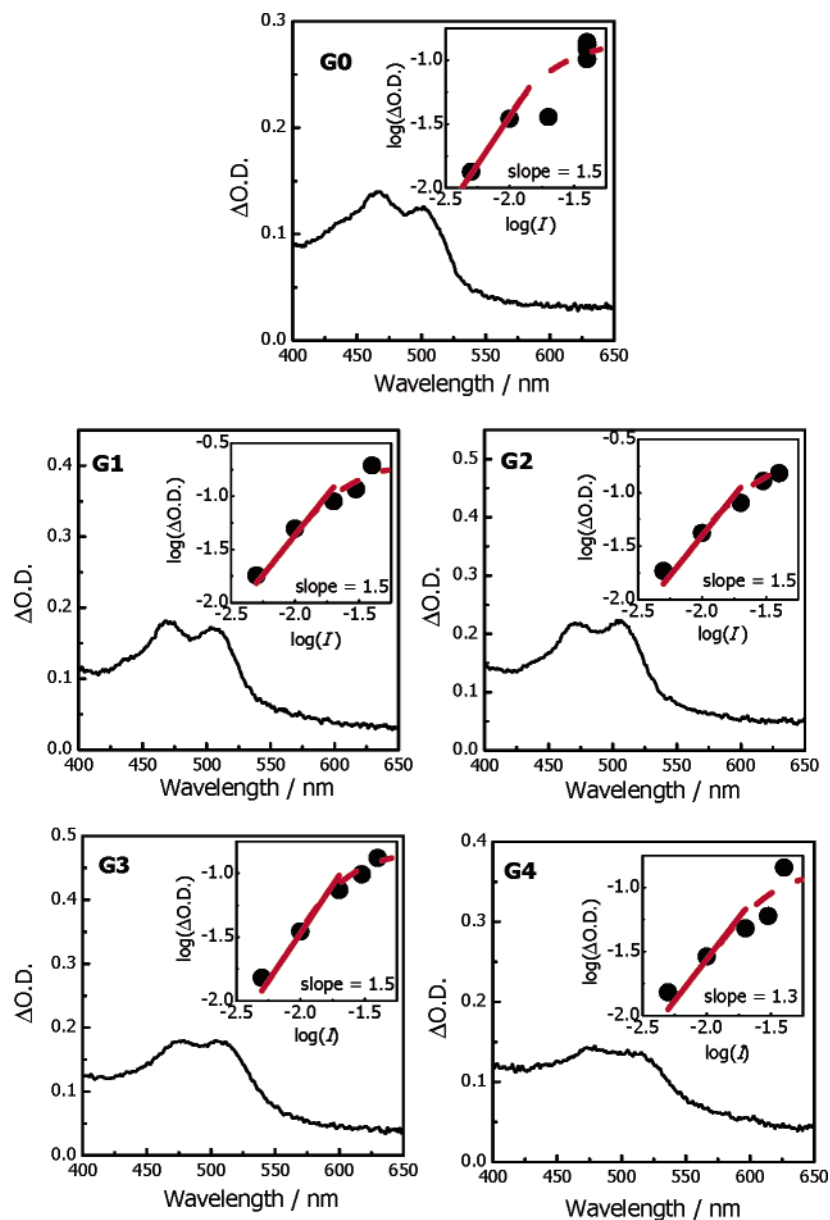 G0
ΔO.D.
0.3
0.2
0.1
0.0
400 450 500 550 600 650
Wavelength / nm
log(ΔO.D.)
-1.0
-1.5
-2.0
-2.5 -2.0 -1.5
slope = 1.5
log(I)
G1
ΔO.D.
0.4
0.3
0.2
0.1
0.0
400 450 500 550 600 650
Wavelength / nm
log(ΔO.D.)
-0.5
-1.0
-1.5
-2.0
-2.5 -2.0 -1.5
slope = 1.5
log(I)
G2
ΔO.D.
0.5
0.4
0.3
0.2
0.1
0.0
400 450 500 550 600 650
Wavelength / nm
log(ΔO.D.)
-0.5
-1.0
-1.5
-2.0
-2.5 -2.0 -1.5
slope = 1.5
log(I)
G3
ΔO.D.
0.5
0.4
0.3
0.2
0.1
0.0
400 450 500 550 600 650
Wavelength / nm
log(ΔO.D.)
-1.0
-1.5
-2.0
-2.5 -2.0 -1.5
slope = 1.5
log(I)
G4
ΔO.D.
0.4
0.3
0.2
0.1
0.0
400 450 500 550 600 650
Wavelength / nm
log(ΔO.D.)
-1.0
-1.5
-2.0
-2.5 -2.0 -1.5
slope = 1.3
log(I)